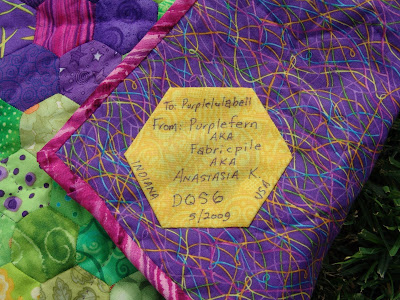 To: Purplelulabell
From: Purplefern
AKA
Fabricpile
AKA
ANASTASIA K.
INDIANA
USA
DQS6
5/2009